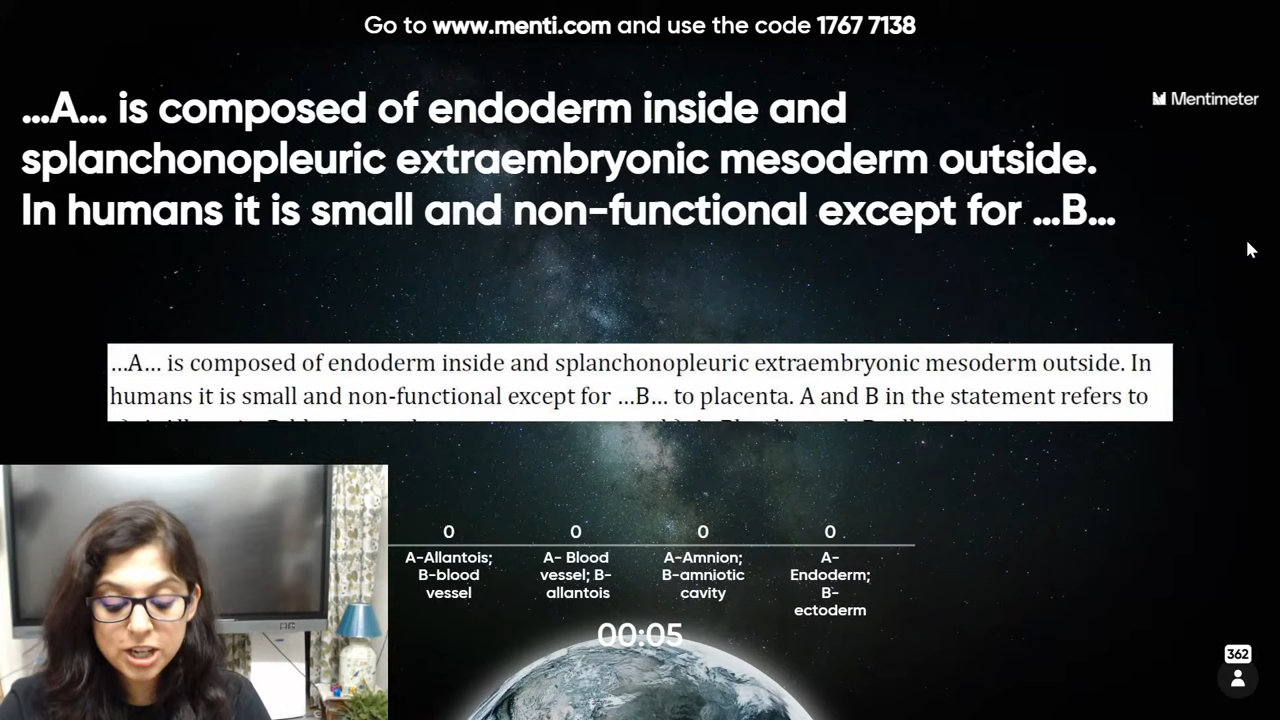 Go to www.menti.com and use the code 1767 7138
Mentimeter
...A... is composed of endoderm inside and
splanchonopleuric extraembryonic mesoderm outside.
In humans it is small and non-functional except for ...B...
...A... is composed of endoderm inside and splanchonopleuric extraembryonic mesoderm outside. In
humans it is small and non-functional except for ...B... to placenta. A and B in the statement refers to
0
0
0
0
A-Allantois;
B-blood
vessel
A- Blood
vessel; B-
allantois
A-Amnion;
B-amniotic
cavity
A-
Endoderm;
B-
ectoderm
00:05
362